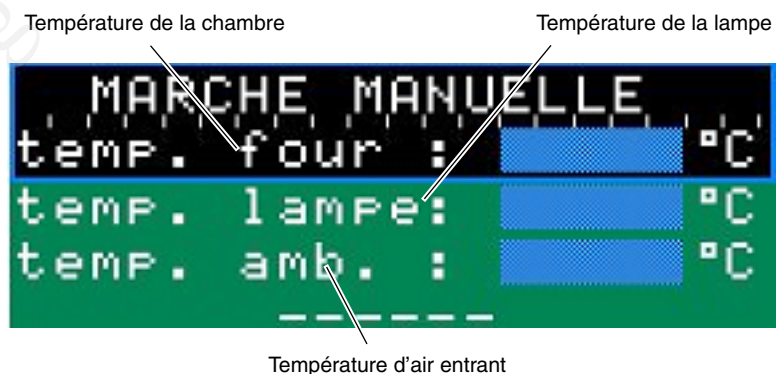 Température de la chambre
Température de la lampe
MARCHE MANUELLE
temp. four : °C
temp. lampe: °C
temp. amb. : °C
------
Température d'air entrant